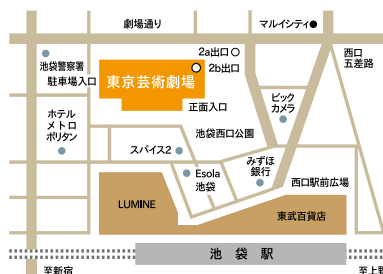 劇場通り
マルイシティ
2a出口
西口
五差路
池袋警察署
2b出口
駐車場入口
東京芸術劇場
正面入口
ビック
カメラ
ホテル
メトロ
ポリタン
池袋西口公園
スパイス2
みずほ
銀行
Esola
池袋
西口駅前広場
LUMINE
東武百貨店
池袋駅
至新宿
至上野